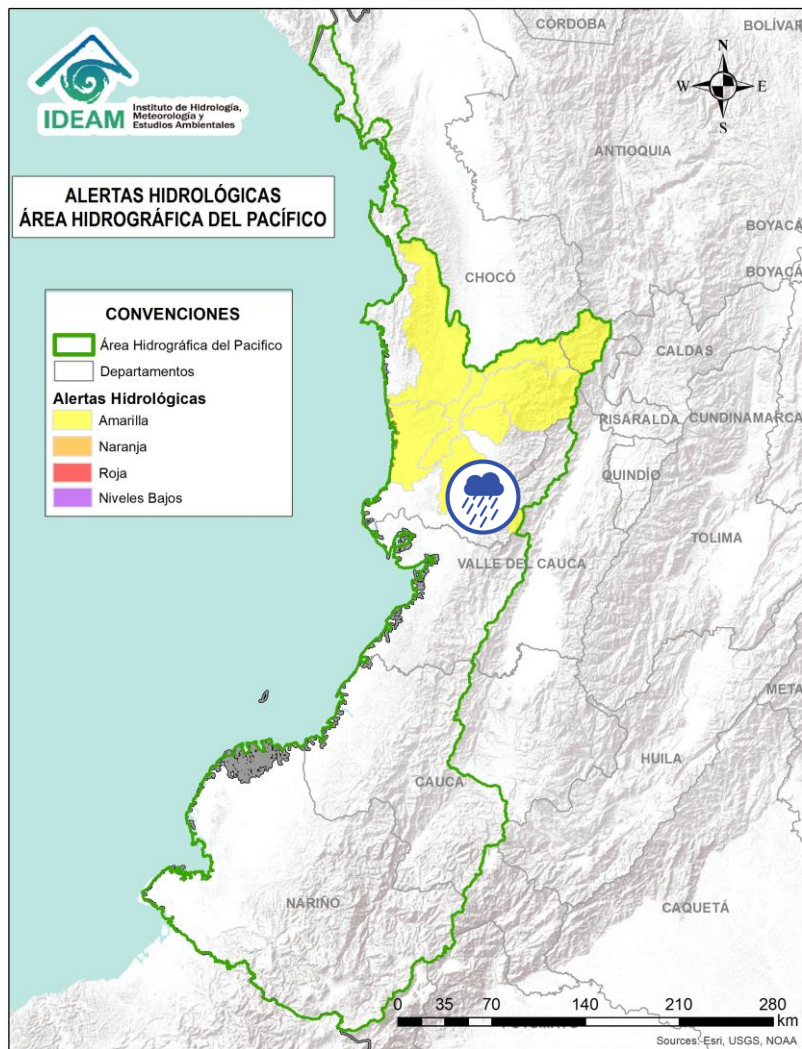 IDEAM
Instituto de Hidrología,
Meteorología y
Estudios Ambientales
ALERTAS HIDROLÓGICAS
ÁREA HIDROGRÁFICA DEL PACÍFICO
CONVENCIONES
Área Hidrográfica del Pacifico
Departamentos
Alertas Hidrológicas
Amarilla
Naranja
Roja
Niveles Bajos
N
W E
S
CÓRDOBA
BOLÍVAR
ANTIOQUIA
BOYACÁ
BOYACÁ
CHOCÓ
CALDAS
RISARALDA
CUNDINAMARCA
QUINDÍO
TOLIMA
VALLE DEL CAUCA
META
HUILA
CAUCA
NARIÑO
CAQUETÁ
0 35 70 140 210 280
km
Sources: Esri, USGS, NOAA